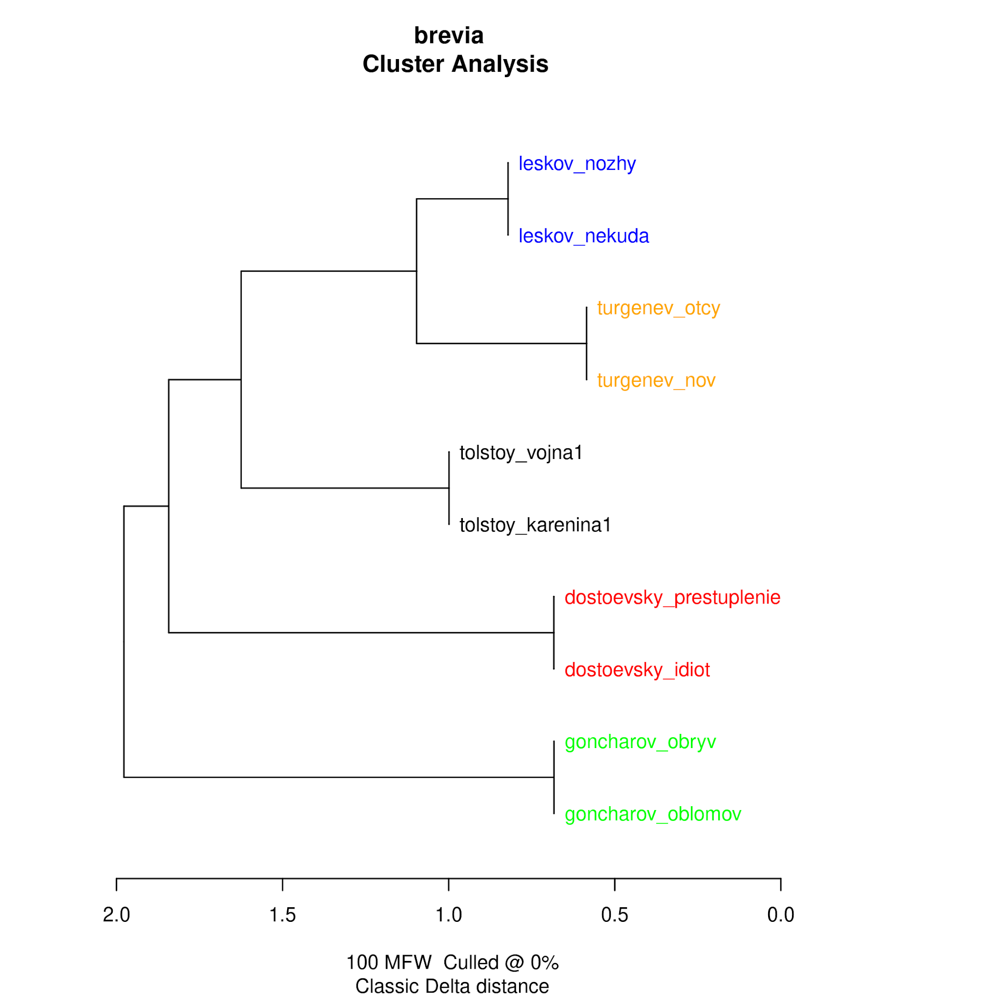 brevia
Cluster Analysis
leskov_nozhy
leskov_nekuda
turgenev_otcy
turgenev_nov
tolstoy_vojna1
tolstoy_karenina1
dostoevsky_prestuplenie
dostoevsky_idiot
goncharov_obryv
goncharov_oblomov
2.0 1.5 1.0 0.5 0.0
100 MFW  Culled @ 0%
Classic Delta distance